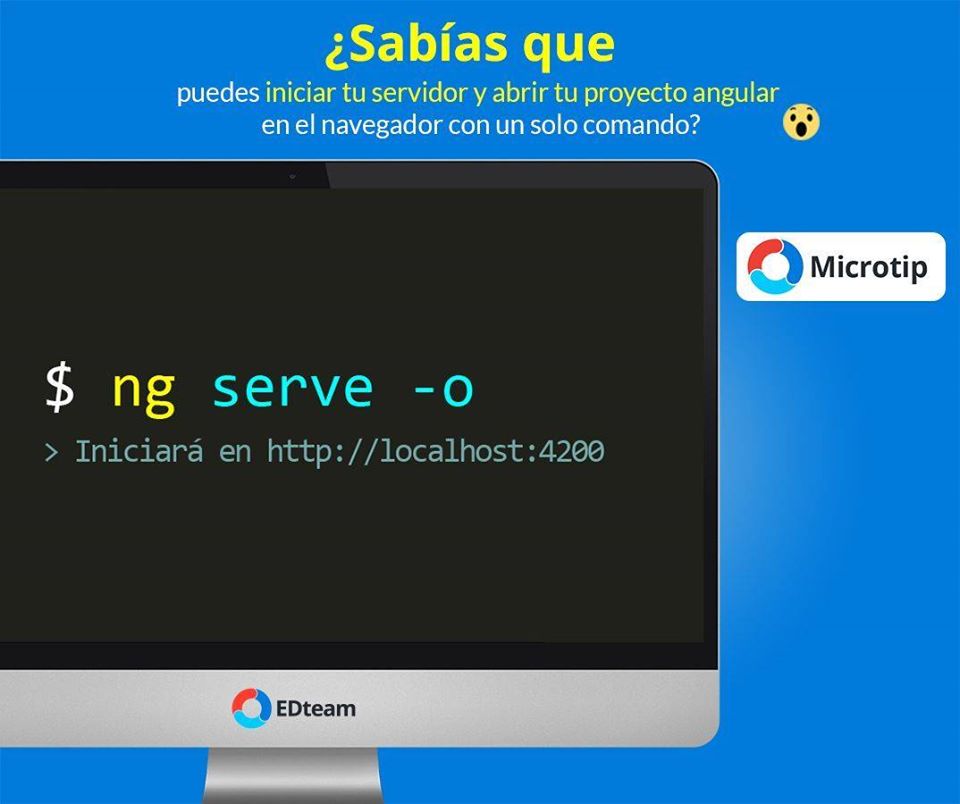 ¿Sabías que
puedes iniciar tu servidor y abrir tu proyecto angular
en el navegador con un solo comando?
Microtip
$ ng serve -o
> Iniciará en http://localhost:4200
EDteam